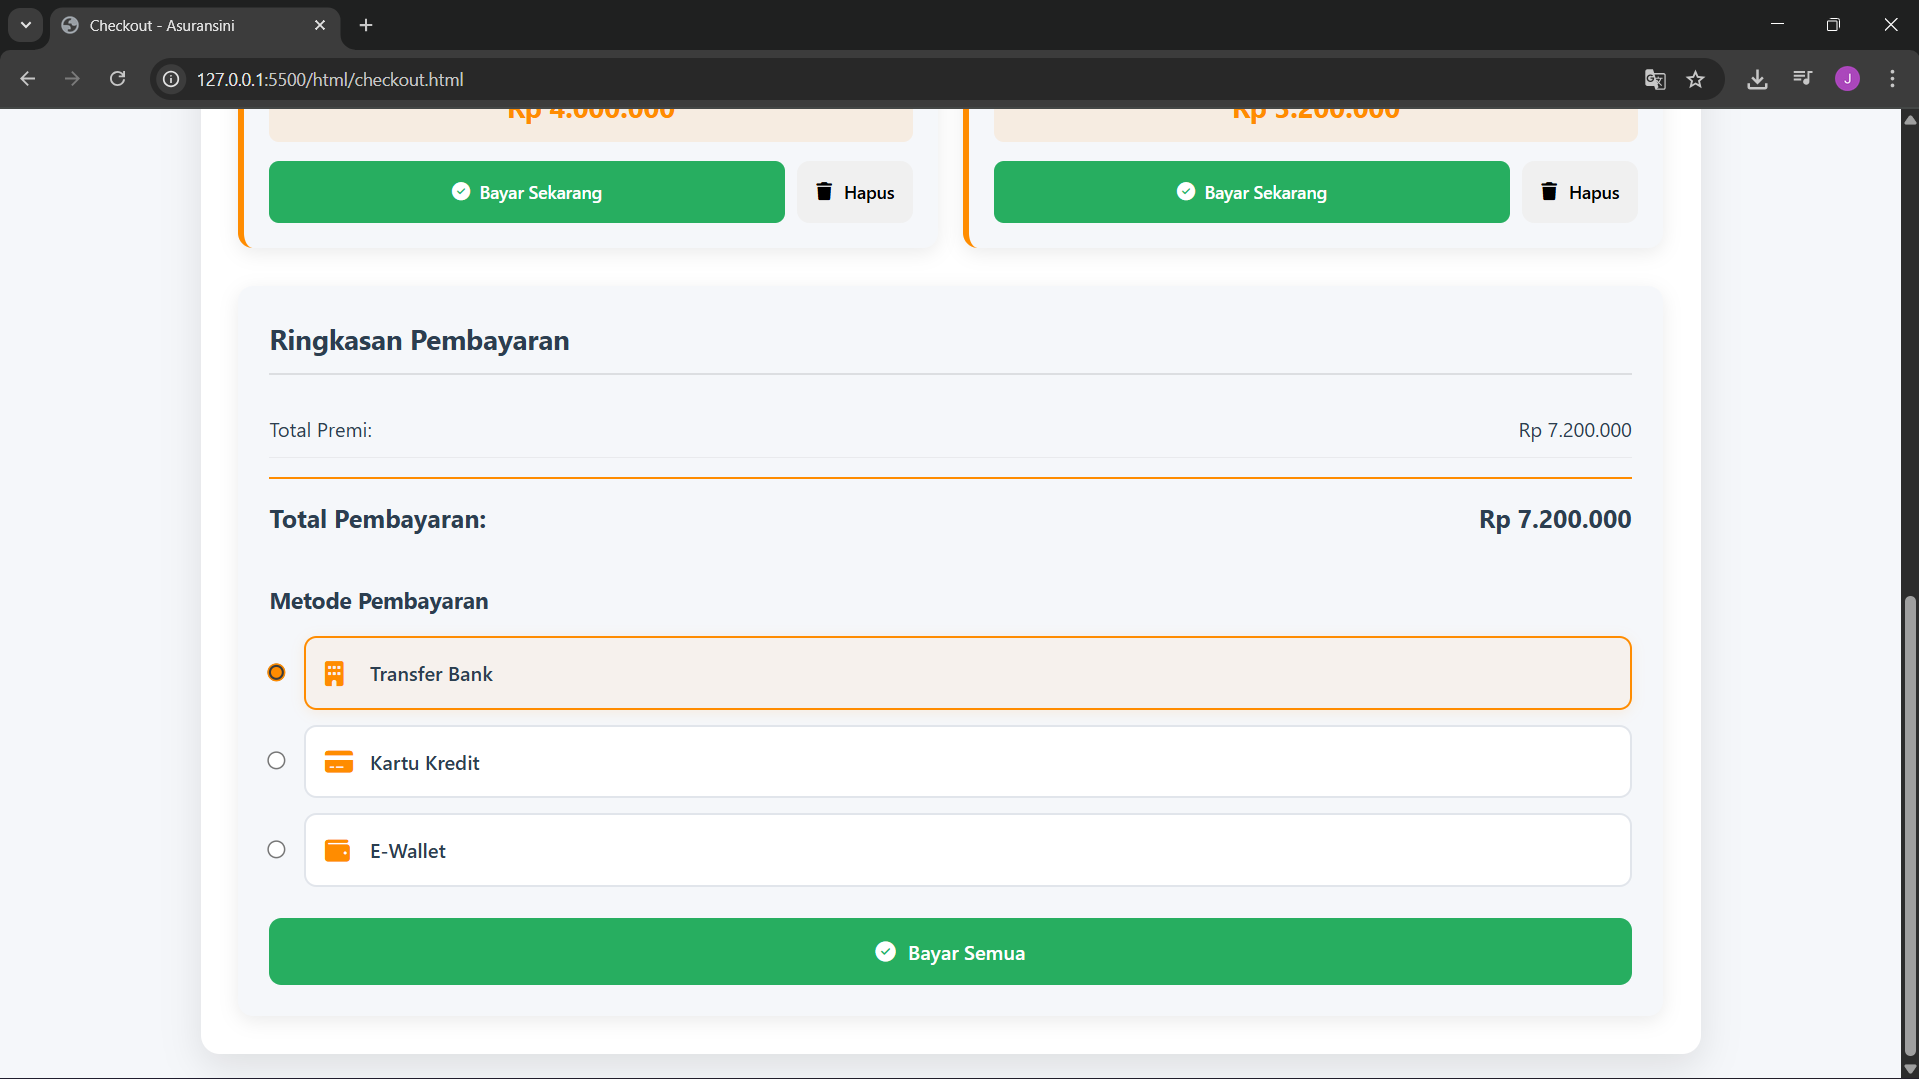 Checkout - Asuransini
127.0.0.1:5500/html/checkout.html
J
Rp 4.000.000
Rp 3.200.000
Bayar Sekarang
Hapus
Bayar Sekarang
Hapus
Ringkasan Pembayaran
Total Premi:
Rp 7.200.000
Total Pembayaran:
Rp 7.200.000
Metode Pembayaran
Transfer Bank
Kartu Kredit
E-Wallet
Bayar Semua